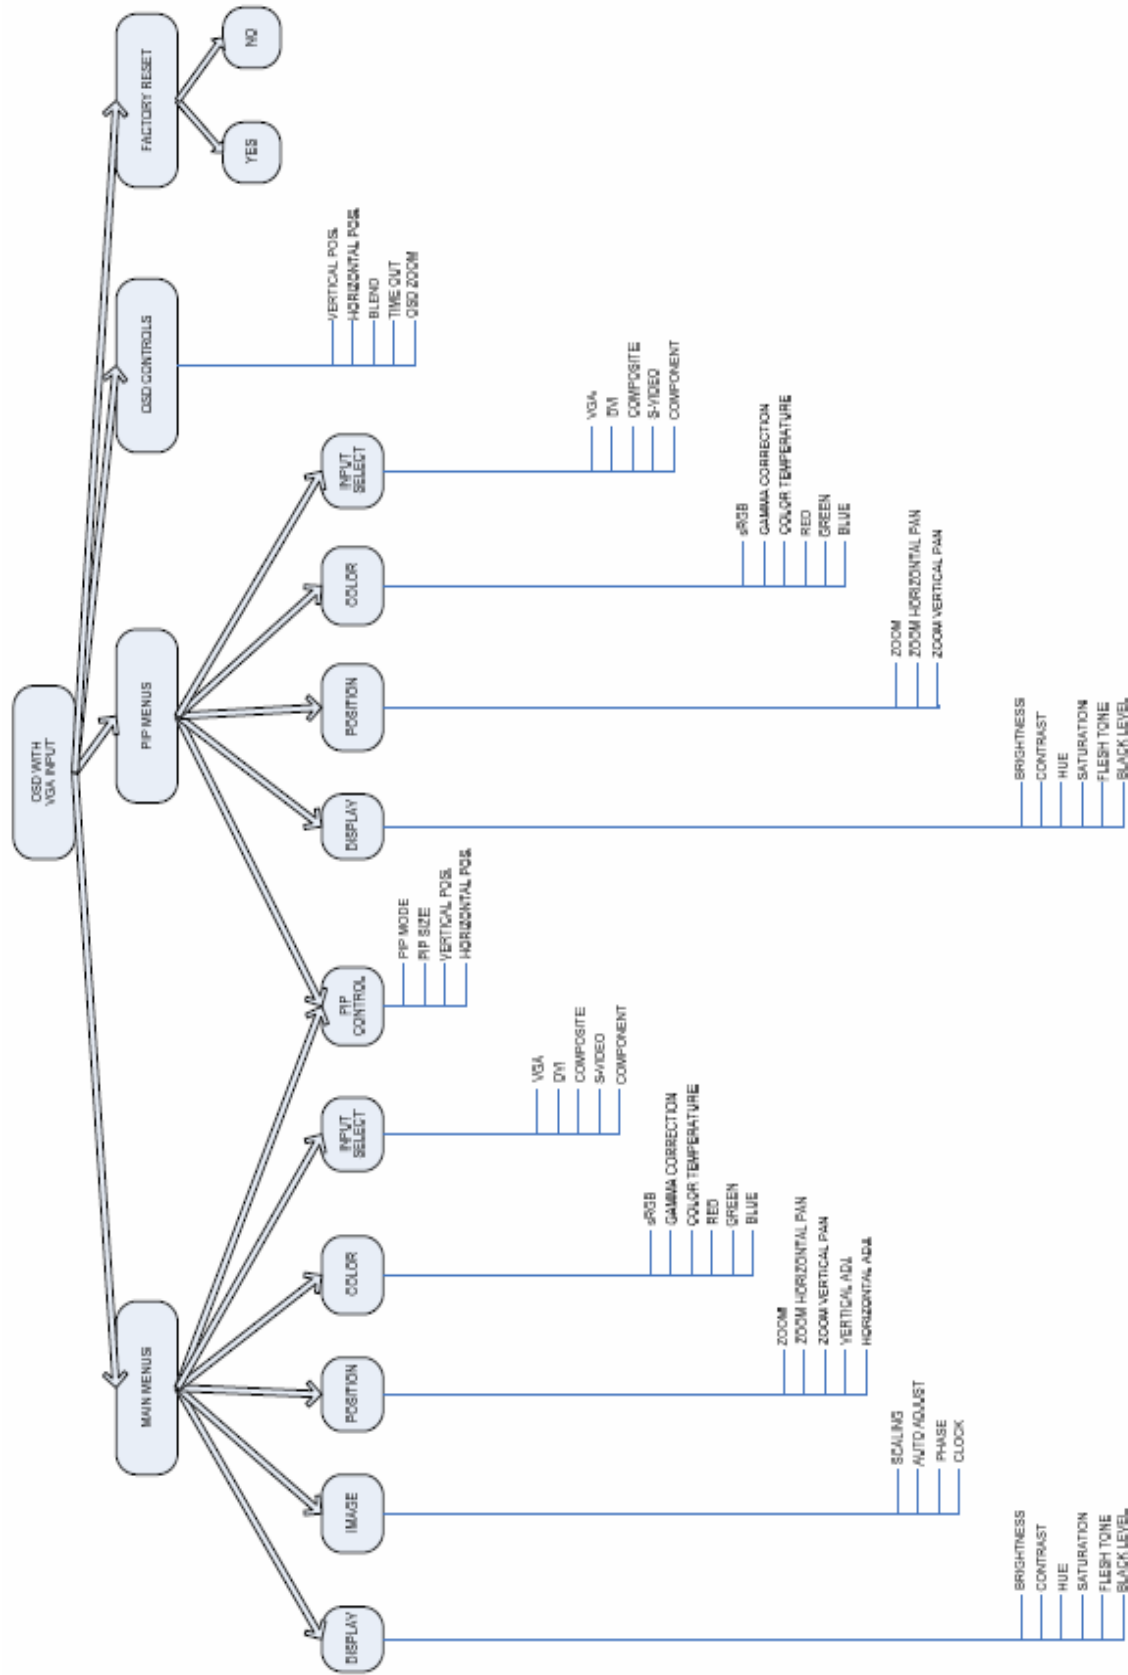 OSD WITH
VGA INPUT
MAIN MENUS
PIP MENUS
OSD CONTROLS
FACTORY RESET
YES
NO
DISPLAY
IMAGE
POSITION
COLOR
INPUT
SELECT
PIP
CONTROL
DISPLAY
POSITION
COLOR
INPUT
SELECT
BRIGHTNESS
CONTRAST
HUE
SATURATION
FLESH TONE
BLACK LEVEL
SCALING
AUTO ADJUST
PHASE
CLOCK
ZOOM
ZOOM HORIZONTAL PAN
ZOOM VERTICAL PAN
VERTICAL ADJ.
HORIZONTAL ADJ.
sRGB
GAMMA CORRECTION
COLOR TEMPERATURE
RED
GREEN
BLUE
VGA
DVI
COMPOSITE
S-VIDEO
COMPONENT
PIP MODE
PIP SIZE
VERTICAL POS.
HORIZONTAL POS.
BRIGHTNESS
CONTRAST
HUE
SATURATION
FLESH TONE
BLACK LEVEL
ZOOM
ZOOM HORIZONTAL PAN
ZOOM VERTICAL PAN
sRGB
GAMMA CORRECTION
COLOR TEMPERATURE
RED
GREEN
BLUE
VGA
DVI
COMPOSITE
S-VIDEO
COMPONENT
VERTICAL POS.
HORIZONTAL POS.
BLEND
TIME OUT
OSD ZOOM